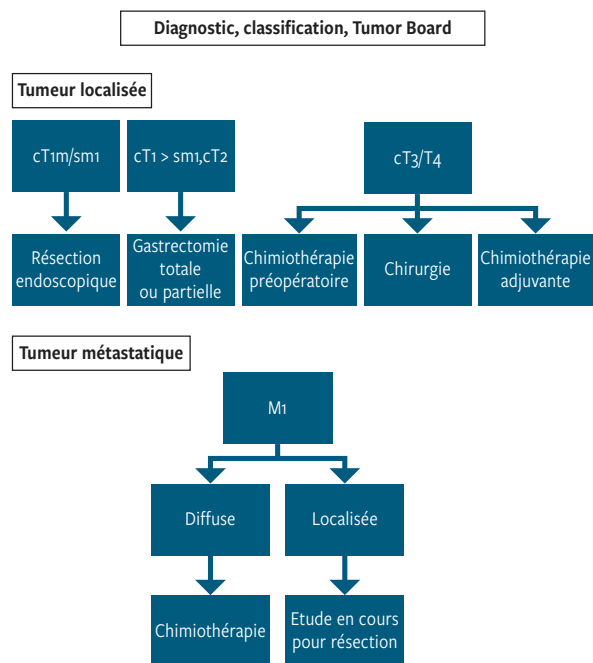 Diagnostic, classification, Tumor Board
Tumeur localisée
cT1m/sm1
cT1 > sm1,cT2
cT3/T4
Résection
endoscopique
Gastrectomie
totale
ou partielle
Chimiothérapie
préopératoire
Chirurgie
Chimiothérapie
adjuvante
Tumeur métastatique
M1
Diffuse
Localisée
Chimiothérapie
Etude en cours
pour résection